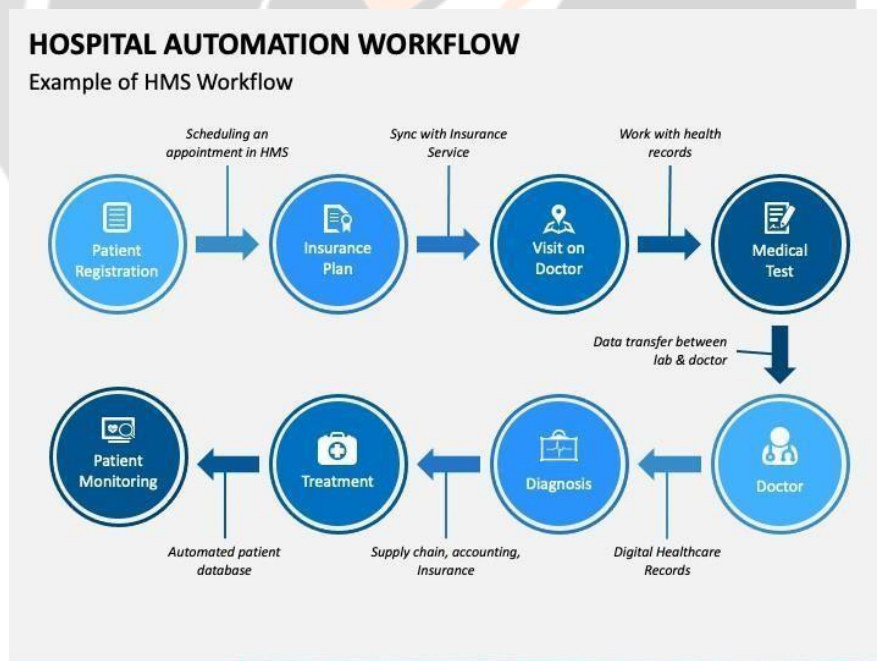 HOSPITAL AUTOMATION WORKFLOW
Example of HMS Workflow
Scheduling an
appointment in HMS
Sync with Insurance
Service
Work with health
records
Patient
Registration
Insurance
Plan
Visit on
Doctor
Medical
Test
Data transfer between
lab & doctor
Doctor
Diagnosis
Treatment
Patient
Monitoring
Digital Healthcare
Records
Supply chain, accounting,
Insurance
Automated patient
database